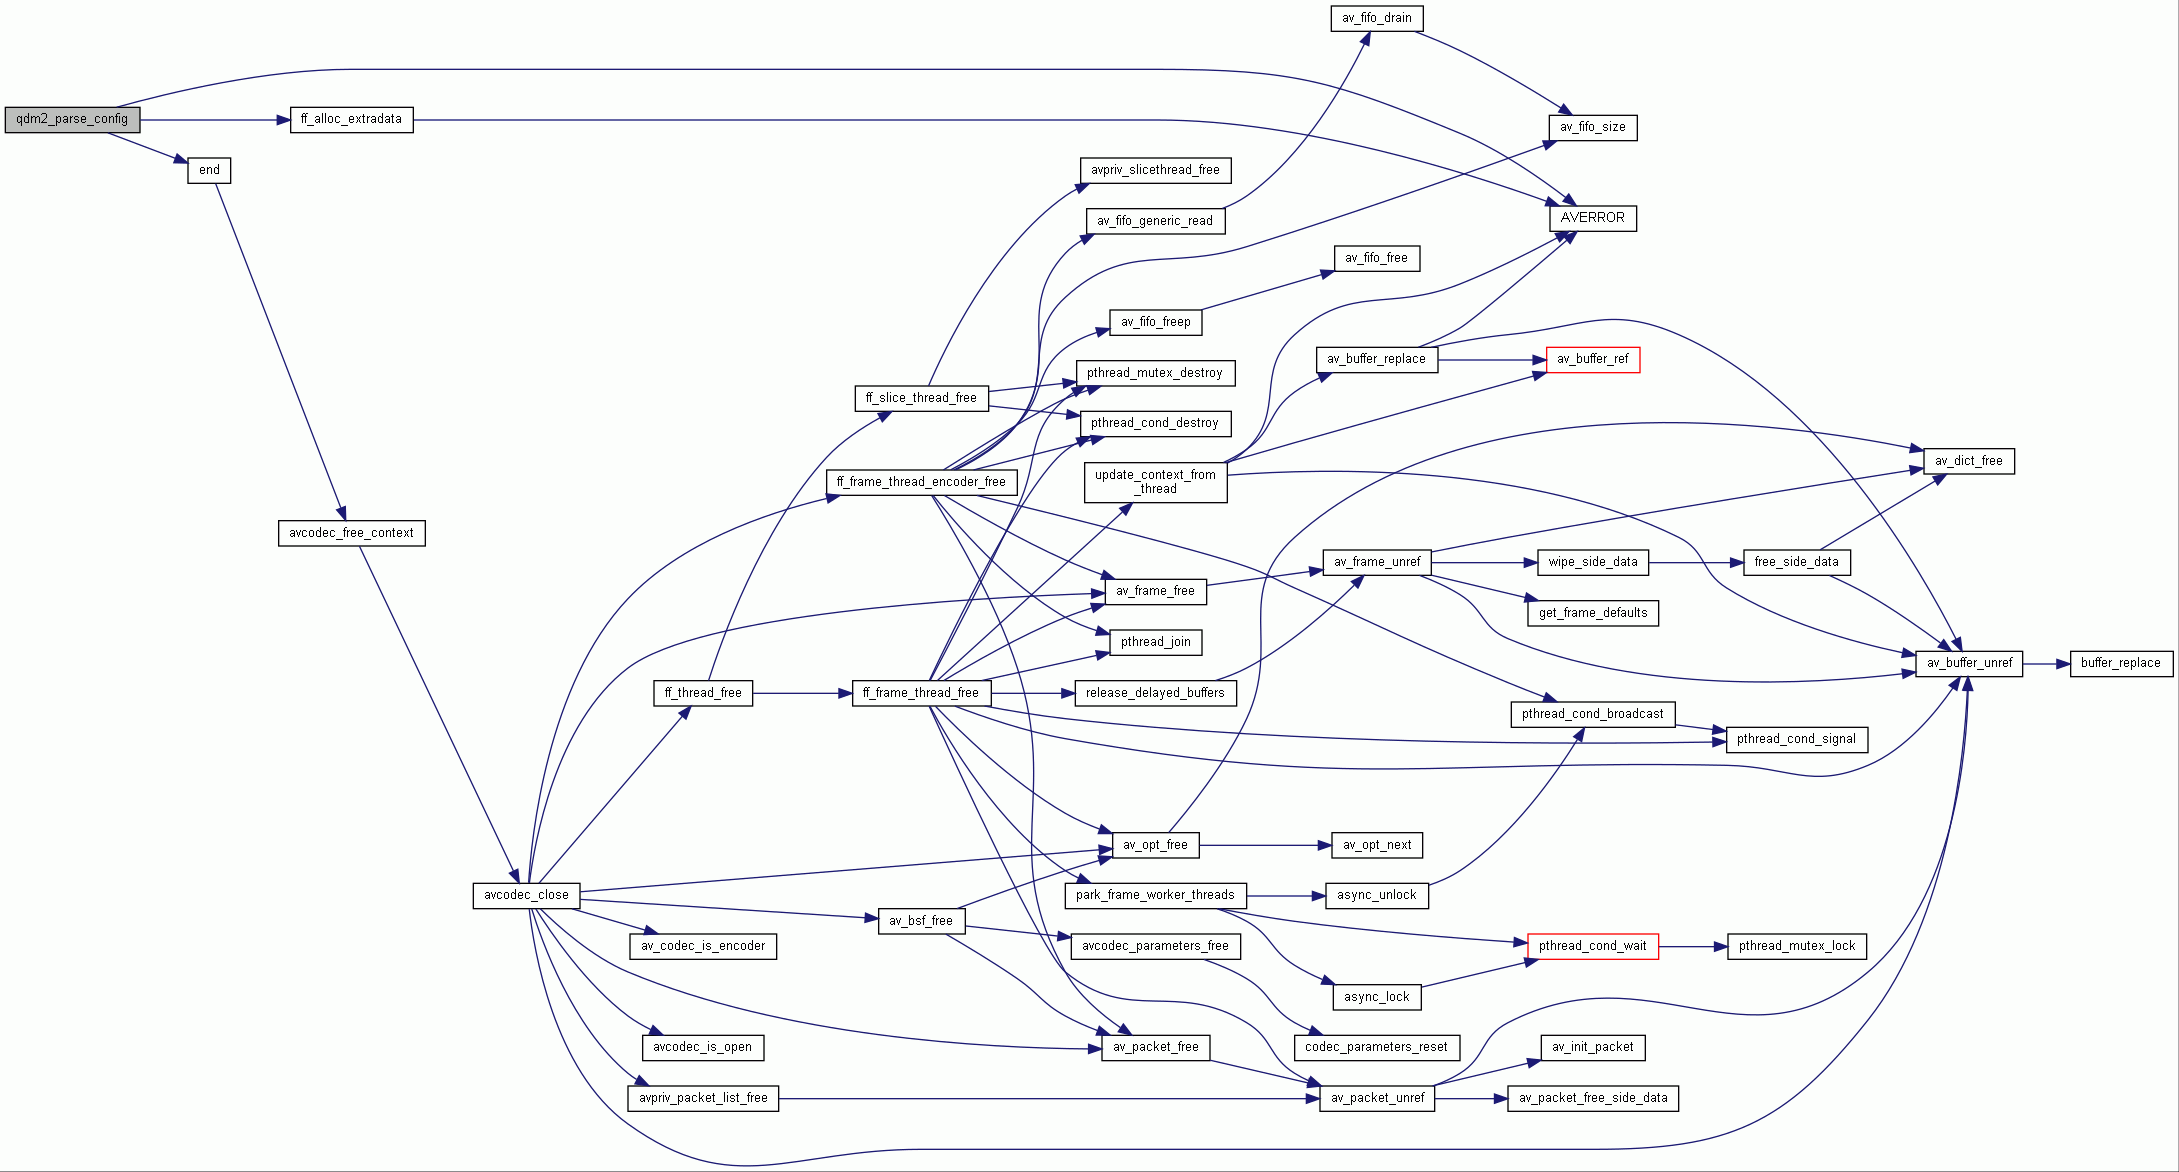 av_fifo_drain
qdm2_parse_config
ff_alloc_extradata
av_fifo_size
end
avpriv_slicethread_free
av_fifo_generic_read
AVERROR
av_fifo_free
av_fifo_freep
av_buffer_replace
av_buffer_ref
pthread_mutex_destroy
ff_slice_thread_free
pthread_cond_destroy
av_dict_free
ff_frame_thread_encoder_free
update_context_from
_thread
avcodec_free_context
av_frame_unref
wipe_side_data
free_side_data
av_frame_free
get_frame_defaults
pthread_join
av_buffer_unref
buffer_replace
ff_thread_free
ff_frame_thread_free
release_delayed_buffers
pthread_cond_broadcast
pthread_cond_signal
av_opt_free
av_opt_next
avcodec_close
park_frame_worker_threads
async_unlock
av_bsf_free
av_codec_is_encoder
avcodec_parameters_free
pthread_cond_wait
pthread_mutex_lock
async_lock
avcodec_is_open
av_packet_free
codec_parameters_reset
av_init_packet
avpriv_packet_list_free
av_packet_unref
av_packet_free_side_data